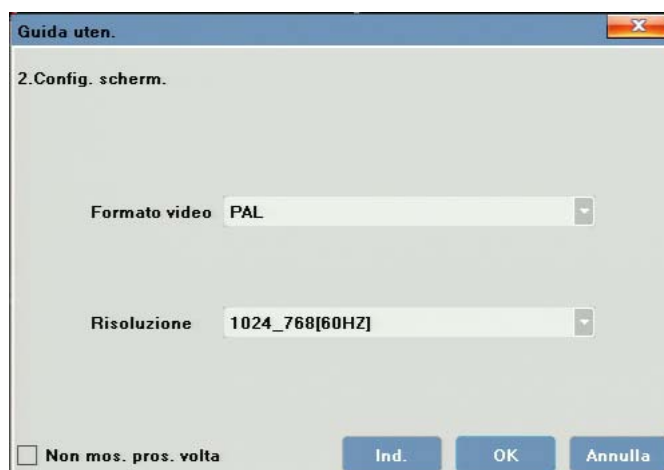 Guida uten.
2.Config. scherm.
Formato video PAL
Risoluzione 1024_768[60HZ]
Non mos. pros. volta Ind. OK Annulla